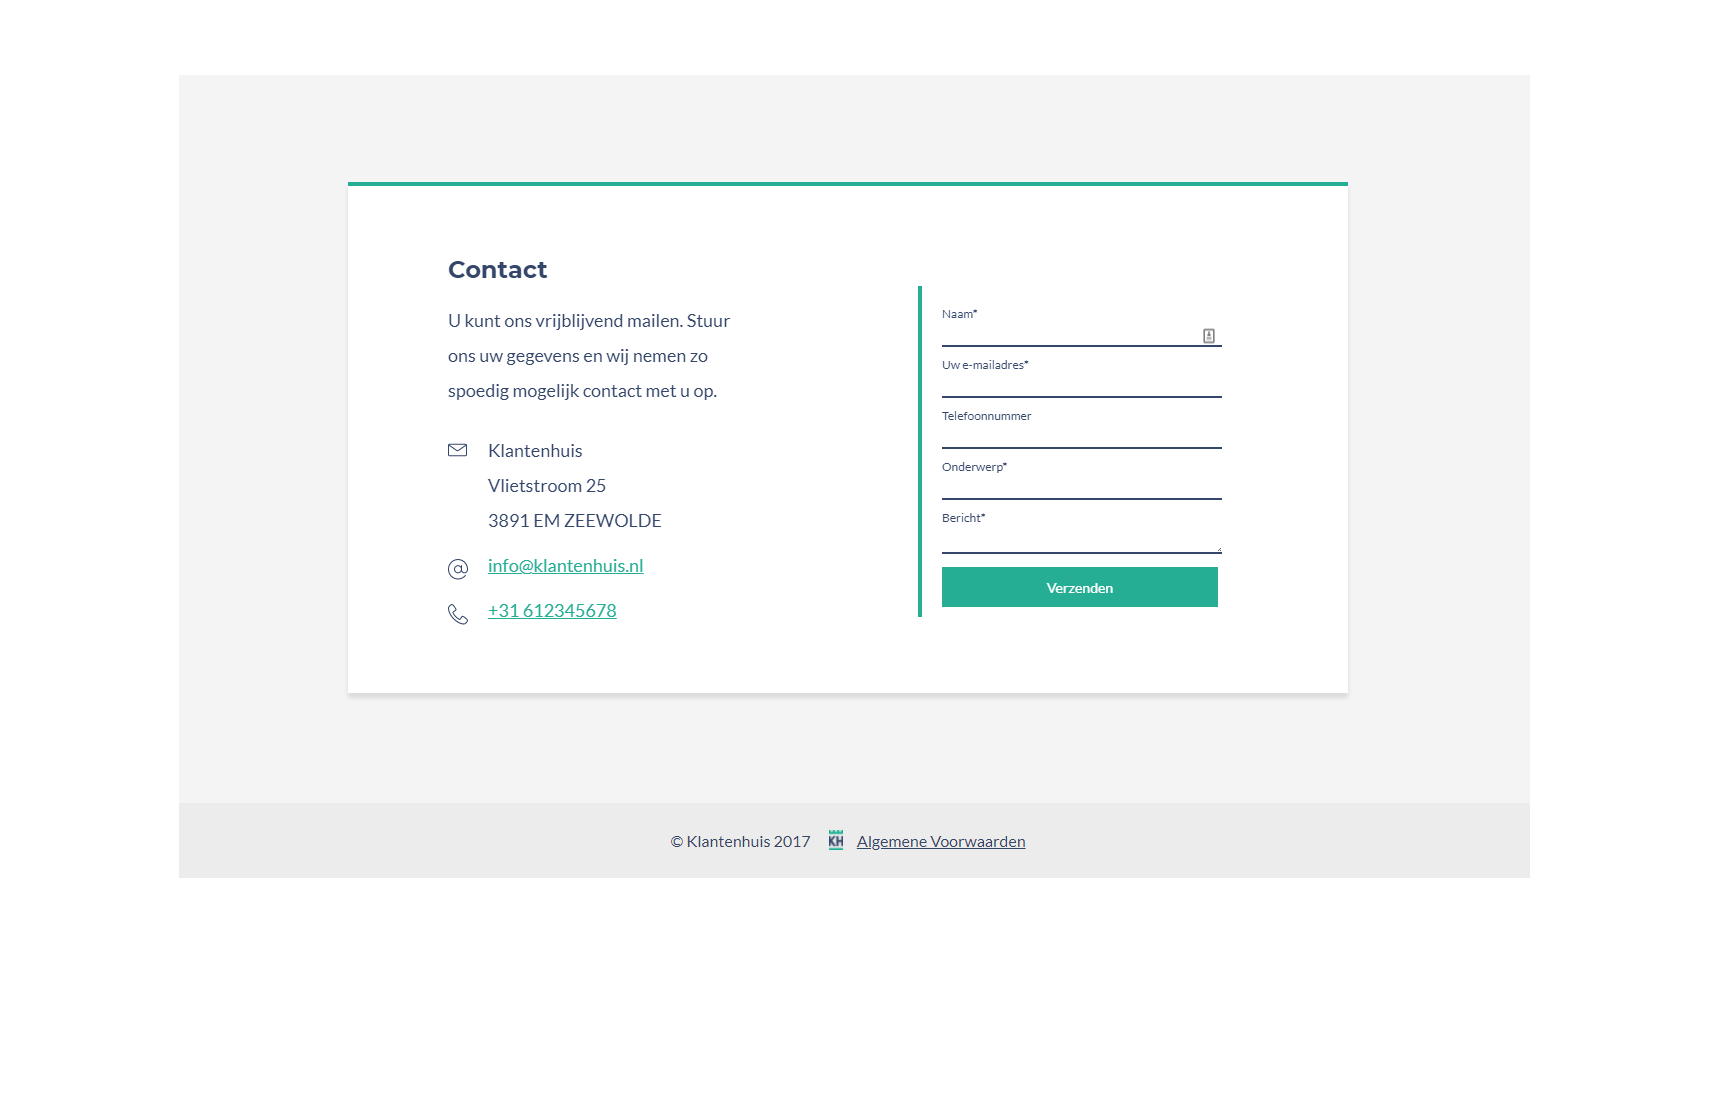 Contact
U kunt ons vrijblijvend mailen. Stuur
ons uw gegevens en wij nemen zo
spoedig mogelijk contact met u op.
Klantenhuis
Vlietstroom 25
3891 EM ZEEWOLDE
info@klantenhuis.nl
+31 612345678
Naam*
Uw e-mailadres*
Telefoonnummer
Onderwerp*
Bericht*
Verzenden
© Klantenhuis 2017 KH Algemene Voorwaarden